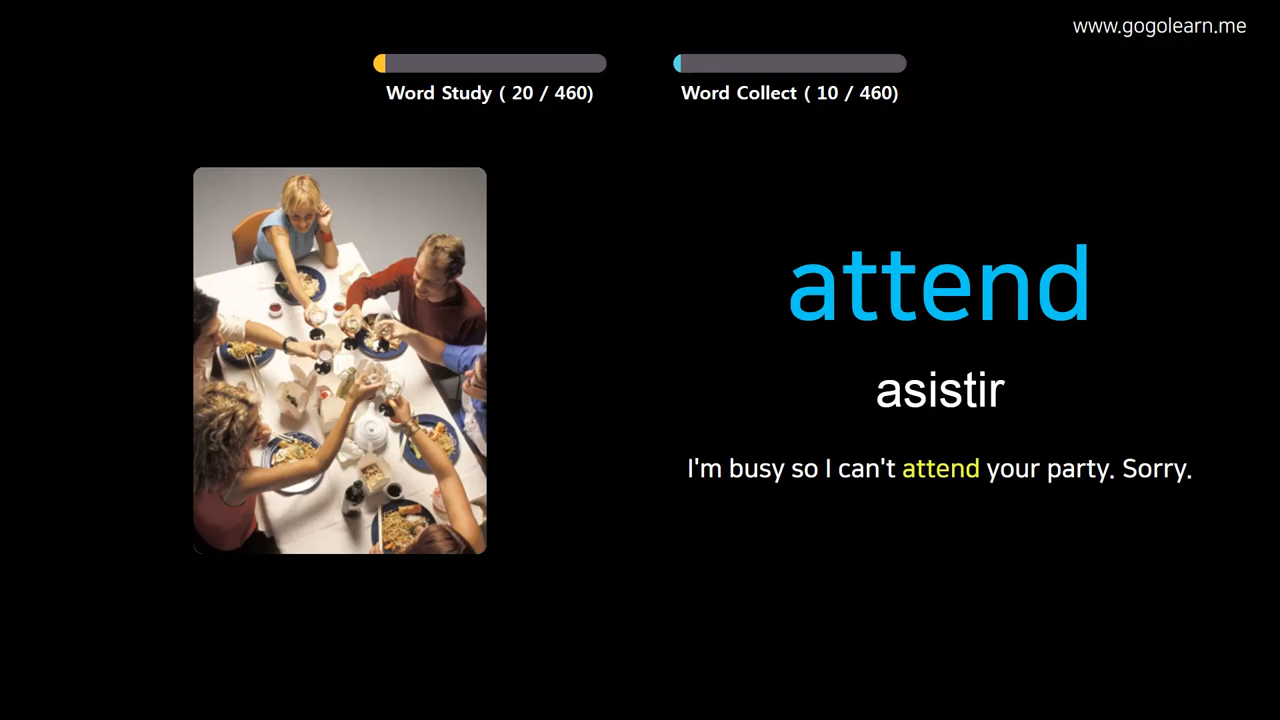 www.gogolearn.me
Word Study ( 20 / 460)
Word Collect ( 10 / 460)
attend
asistir
I'm busy so I can't attend your party. Sorry.